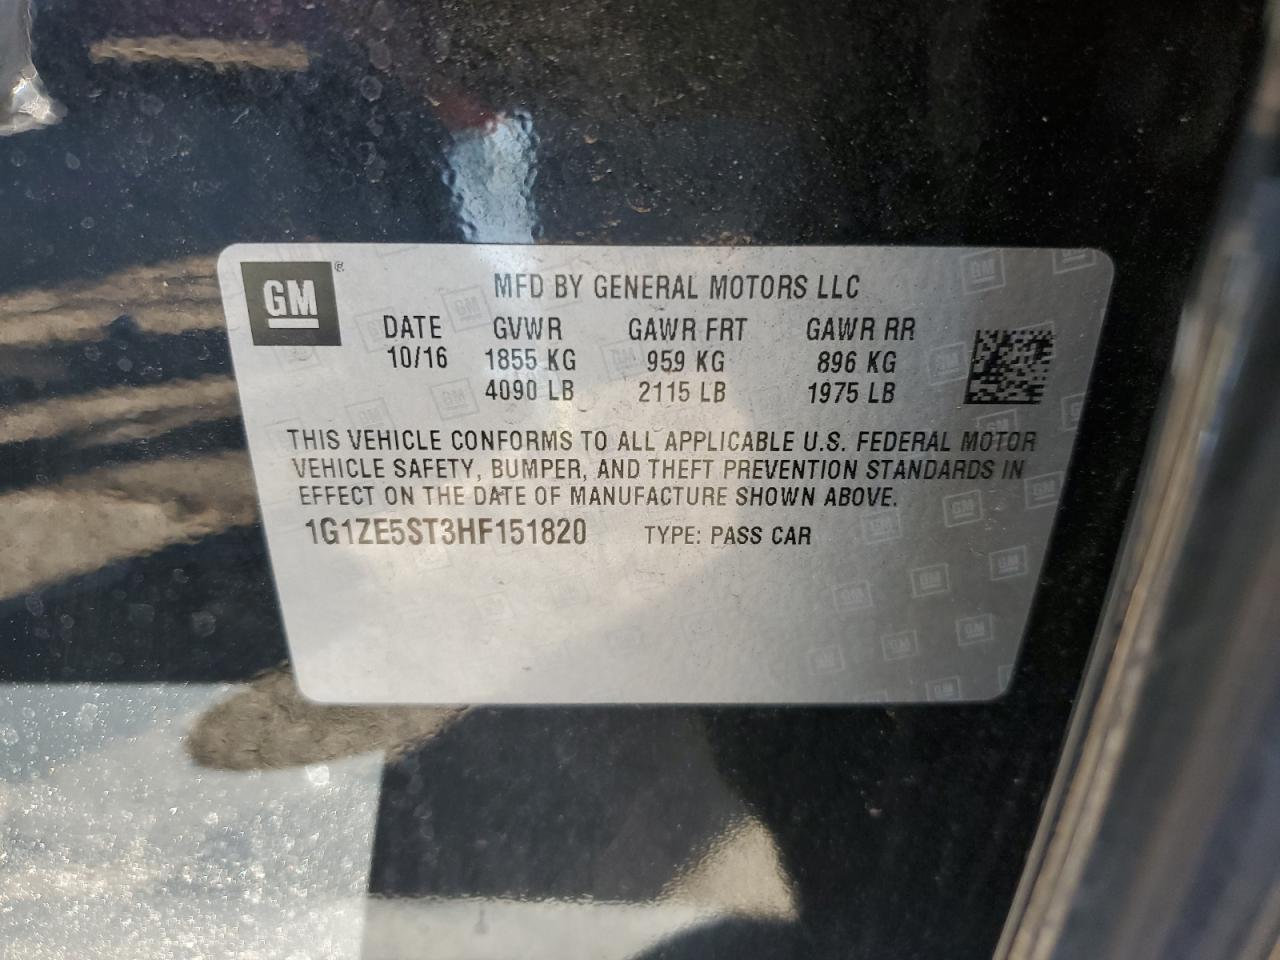 GM
MFD BY GENERAL MOTORS LLC
DATE GVWR GAWR FRT GAWR RR
10/16 1855 KG 959 KG 896 KG
4090 LB 2115 LB 1975 LB
THIS VEHICLE CONFORMS TO ALL APPLICABLE U.S. FEDERAL MOTOR
VEHICLE SAFETY, BUMPER, AND THEFT PREVENTION STANDARDS IN
EFFECT ON THE DATE OF MANUFACTURE SHOWN ABOVE.
1G1ZE5ST3HF151820 TYPE: PASS CAR